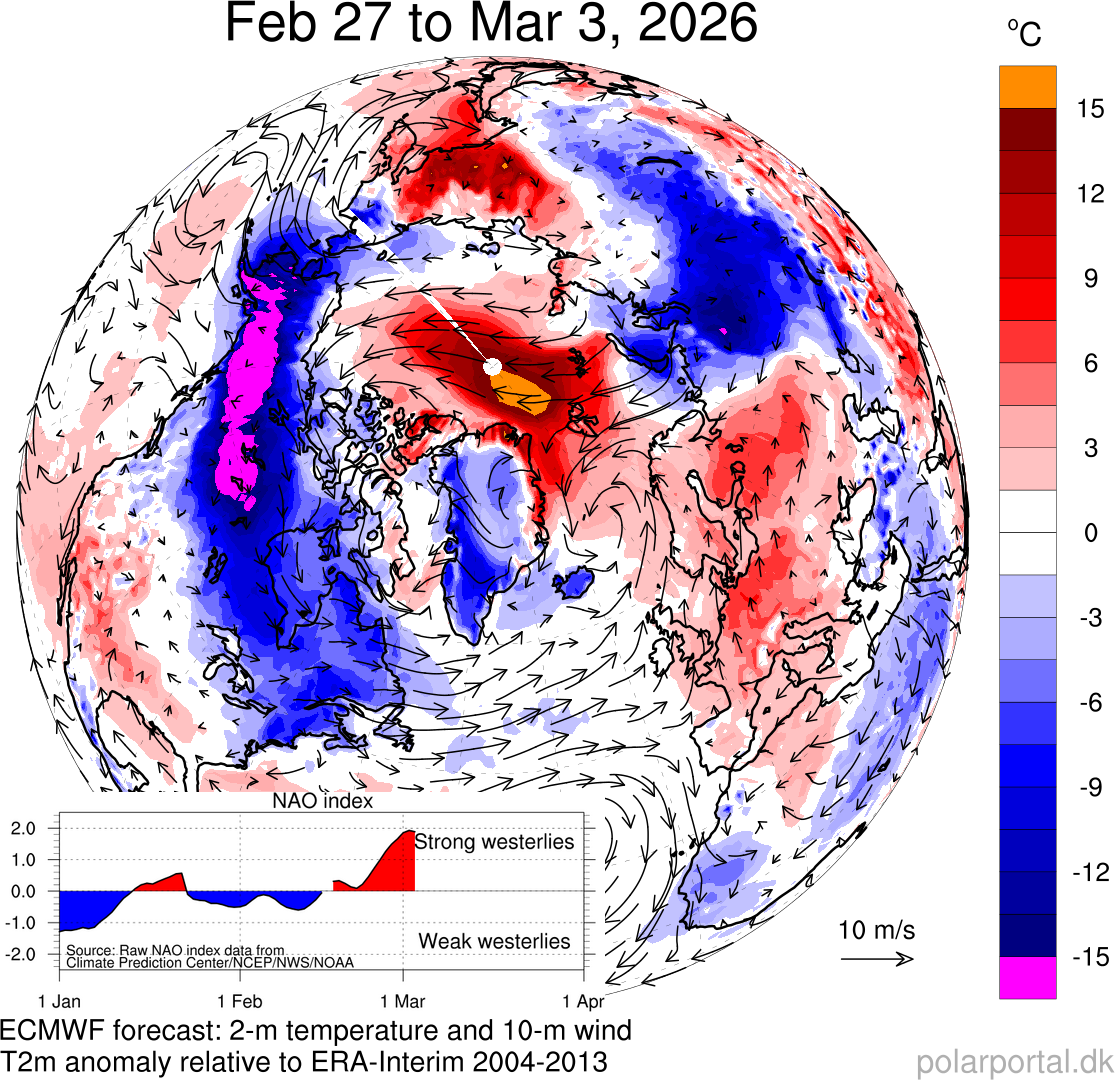 Feb 27 to Mar 3, 2026
°C
15
12
9
6
3
0
-3
-6
-9
-12
-15
10 m/s
NAO index
2.0
1.0
0.0
-1.0
-2.0
Strong westerlies
Weak westerlies
Source: Raw NAO index data from
Climate Prediction Center/NCEP/NWS/NOAA
1 Jan
1 Feb
1 Mar
1 Apr
ECMWF forecast: 2-m temperature and 10-m wind
T2m anomaly relative to ERA-Interim 2004-2013
polarportal.dk